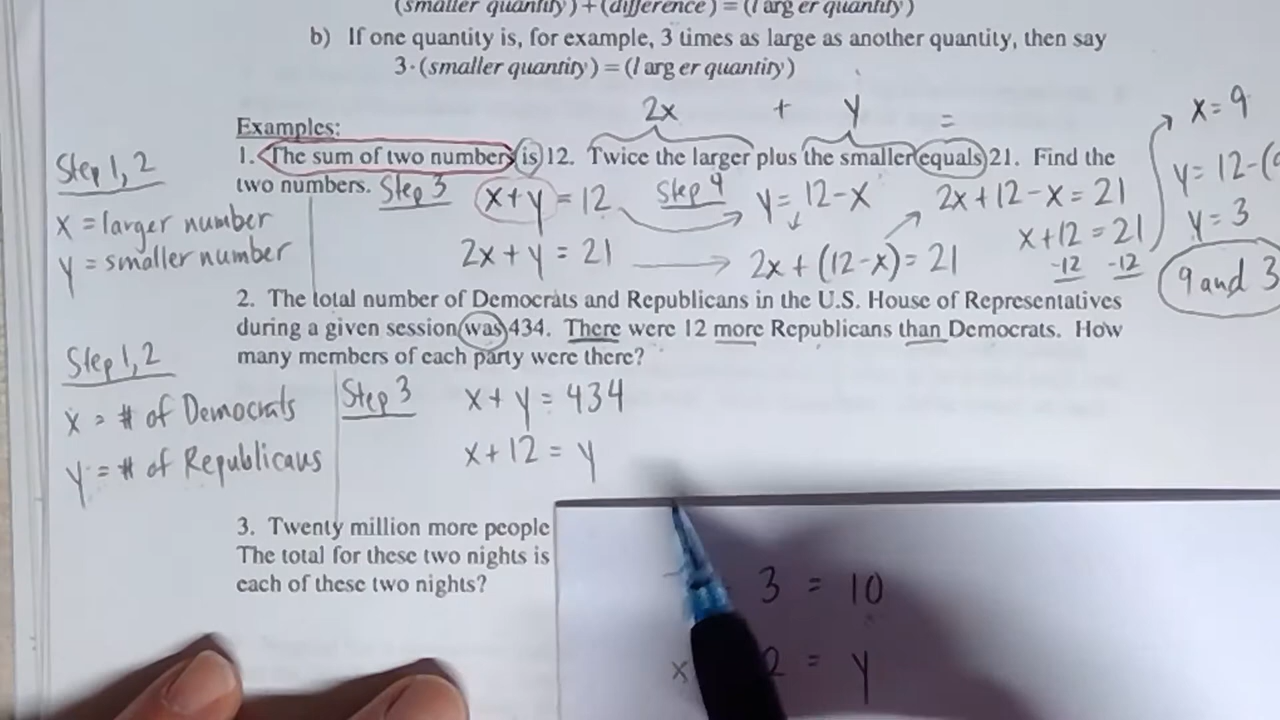 (smaller quantity)+(difference)=(larger quantity)
b) If one quantity is, for example, 3 times as large as another quantity, then say
3·(smaller quantity)=(larger quantity)
2x + y =
Examples:
1. The sum of two numbers is 12. Twice the larger plus the smaller equals 21. Find the
two numbers.
Step 1, 2
x = larger number
y = smaller number
Step 3
x+y = 12
2x+y = 21
Step 4
y = 12-x
2x+(12-x)=21
2x+12-x=21
x+12=21
-12 -12
x=9
y=12-(
y=3
9 and 3
2. The total number of Democrats and Republicans in the U.S. House of Representatives
during a given session was 434. There were 12 more Republicans than Democrats. How
many members of each party were there?
Step 1,2
x = # of Democrats
y = # of Republicans
Step 3
x+y=434
x+12=y
3. Twenty million more people
The total for these two nights is
each of these two nights?
3 = 10
x 2 = y